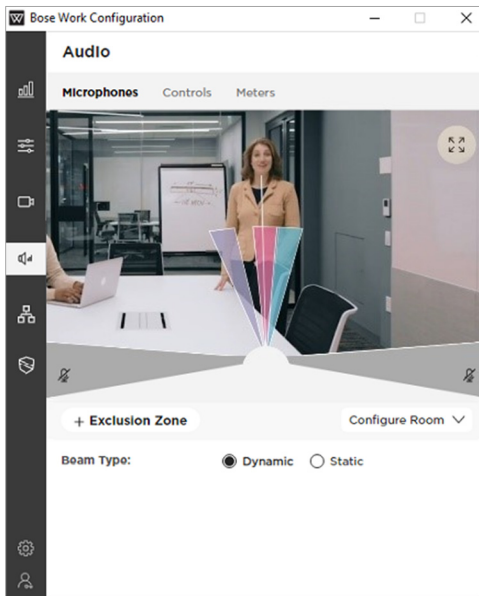 Bose Work Configuration
Audio
Microphones Controls Meters
+ Exclusion Zone Configure Room
Beam Type: Dynamic Static